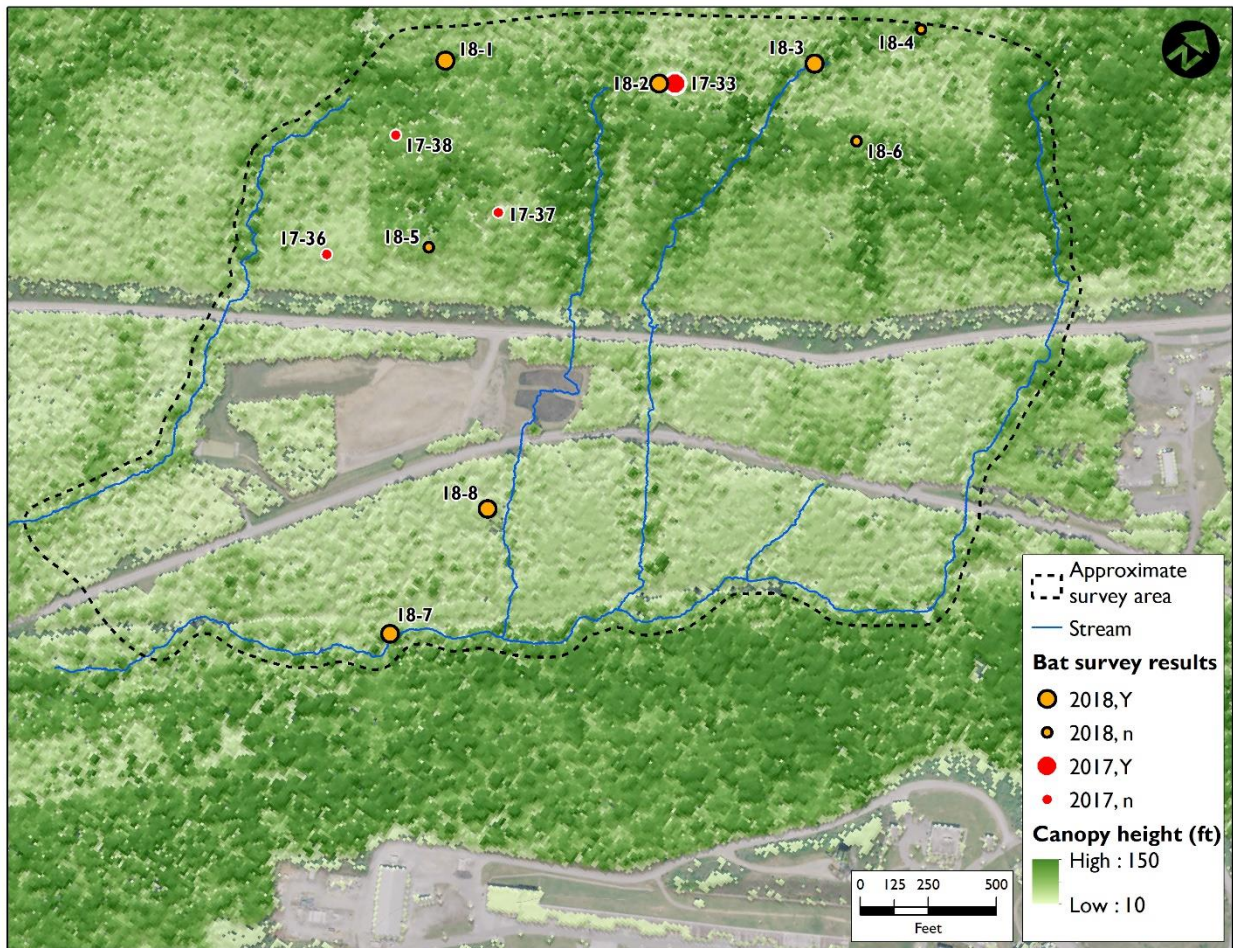 18-4
18-1
18-3
18-2
17-33
N
17-38
18-6
17-37
17-36
18-5
18-8
18-7
Approximate
survey area
Stream
Bat survey results
2018, Y
2018, n
2017, Y
2017, n
Canopy height (ft)
High : 150
Low : 10
0 125 250 500
Feet